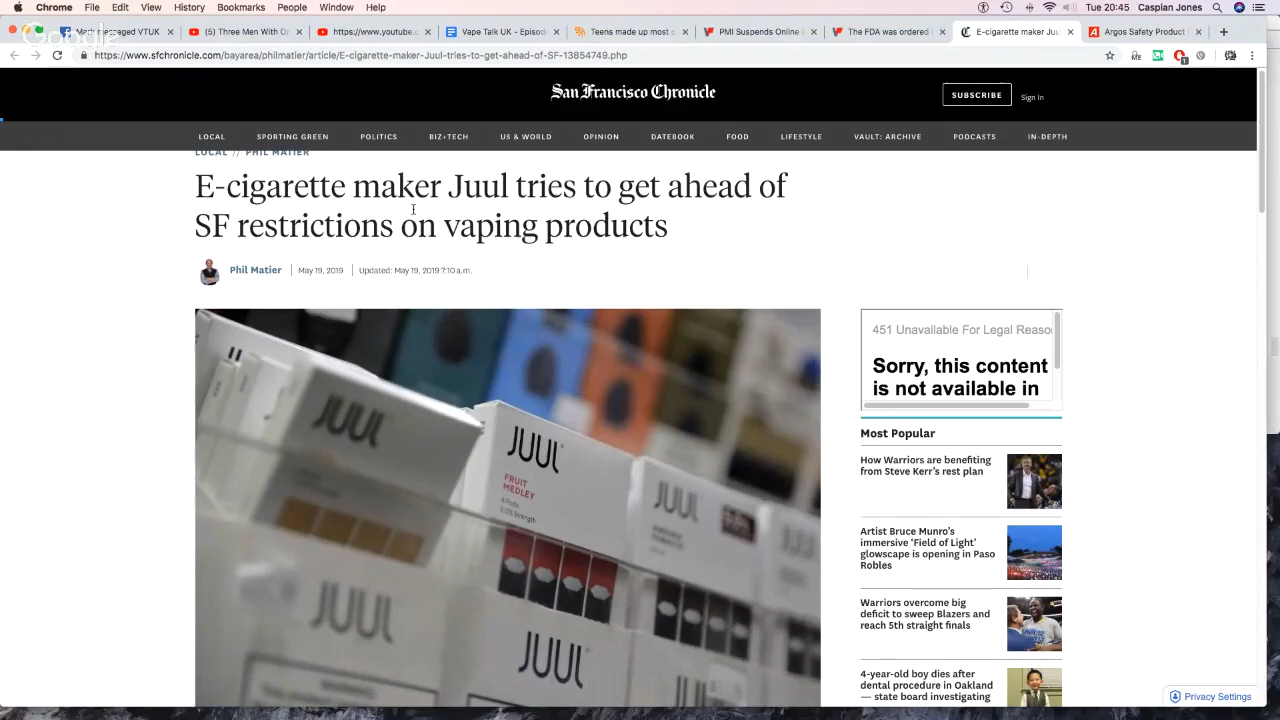 Chrome File Edit View History Bookmarks People Window Help
Tue 20:45 Caspian Jones
(5) Three Men With O
https://www.youtube.c
Vape Talk UK - Episod
Teens made up most o
PMI Suspends Online
The FDA was ordered
E-cigarette maker Juu
Argos Safety Product
Google
https://www.sfchronicle.com/bayarea/philmatier/article/E-cigarette-maker-Juul-tries-to-get-ahead-of-SF-13854749.php
San Francisco Chronicle
SUBSCRIBE
Sign In
LOCAL SPORTING GREEN POLITICS BIZ+TECH US & WORLD OPINION DATEBOOK FOOD LIFESTYLE VAULT: ARCHIVE PODCASTS IN-DEPTH
LOCAL // PHIL MATIER
E-cigarette maker Juul tries to get ahead of
SF restrictions on vaping products
Phil Matier May 19, 2019 Updated: May 19, 2019 7:10 a.m.
JUUL
JUUL
FRUIT
MEDLEY
4 Pods
5.0% Strength
JUUL
JUUL
JUUL
451 Unavailable For Legal Reaso
Sorry, this content
is not available in
Most Popular
How Warriors are benefiting
from Steve Kerr's rest plan
Artist Bruce Munro's
immersive 'Field of Light'
glowscape is opening in Paso
Robles
Warriors overcome big
deficit to sweep Blazers and
reach 5th straight finals
4-year-old boy dies after
dental procedure in Oakland
— state board investigating
Privacy Settings